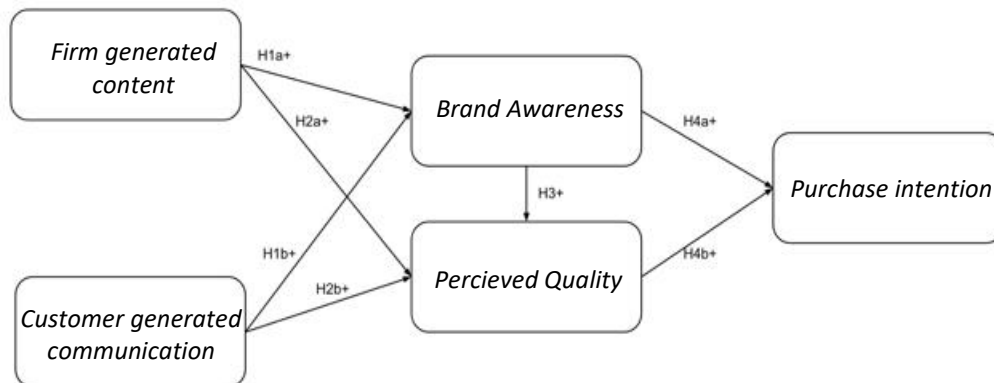 Firm generated
content
H1a+
H2a+
Brand Awareness
H4a+
Purchase intention
H3+
H1b+
H2b+
Percieved Quality
H4b+
Customer generated
communication